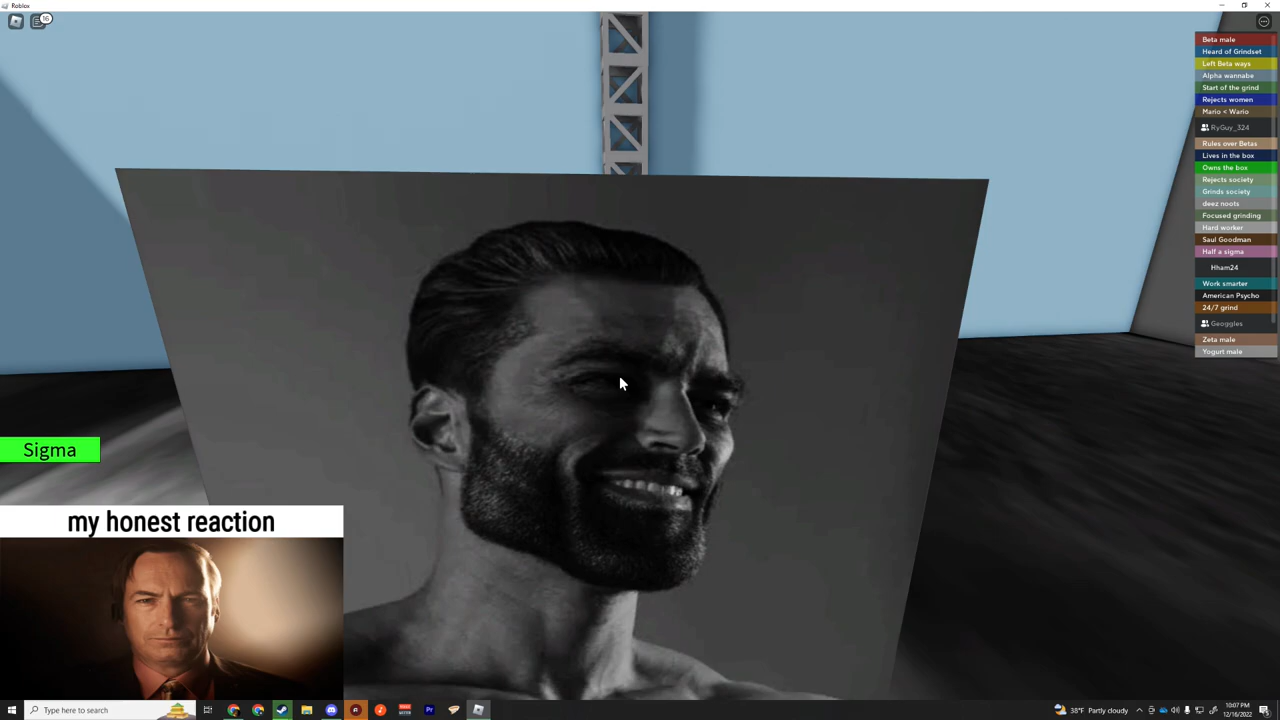 Roblox
16
Beta male
Heard of Grindset
Left Beta ways
Alpha wannabe
Start of the grind
Rejects women
Mario < Wario
RyGuy_324
Rules over Betas
Lives in the box
Owns the box
Rejects society
Grinds society
deez noots
Focused grinding
Hard worker
Saul Goodman
Half a sigma
Hham24
Work smarter
American Psycho
24/7 grind
Geoggles
Zeta male
Yogurt male
Sigma
my honest reaction
Type here to search
Pr
38°F Partly cloudy
10:07 PM
12/16/2022